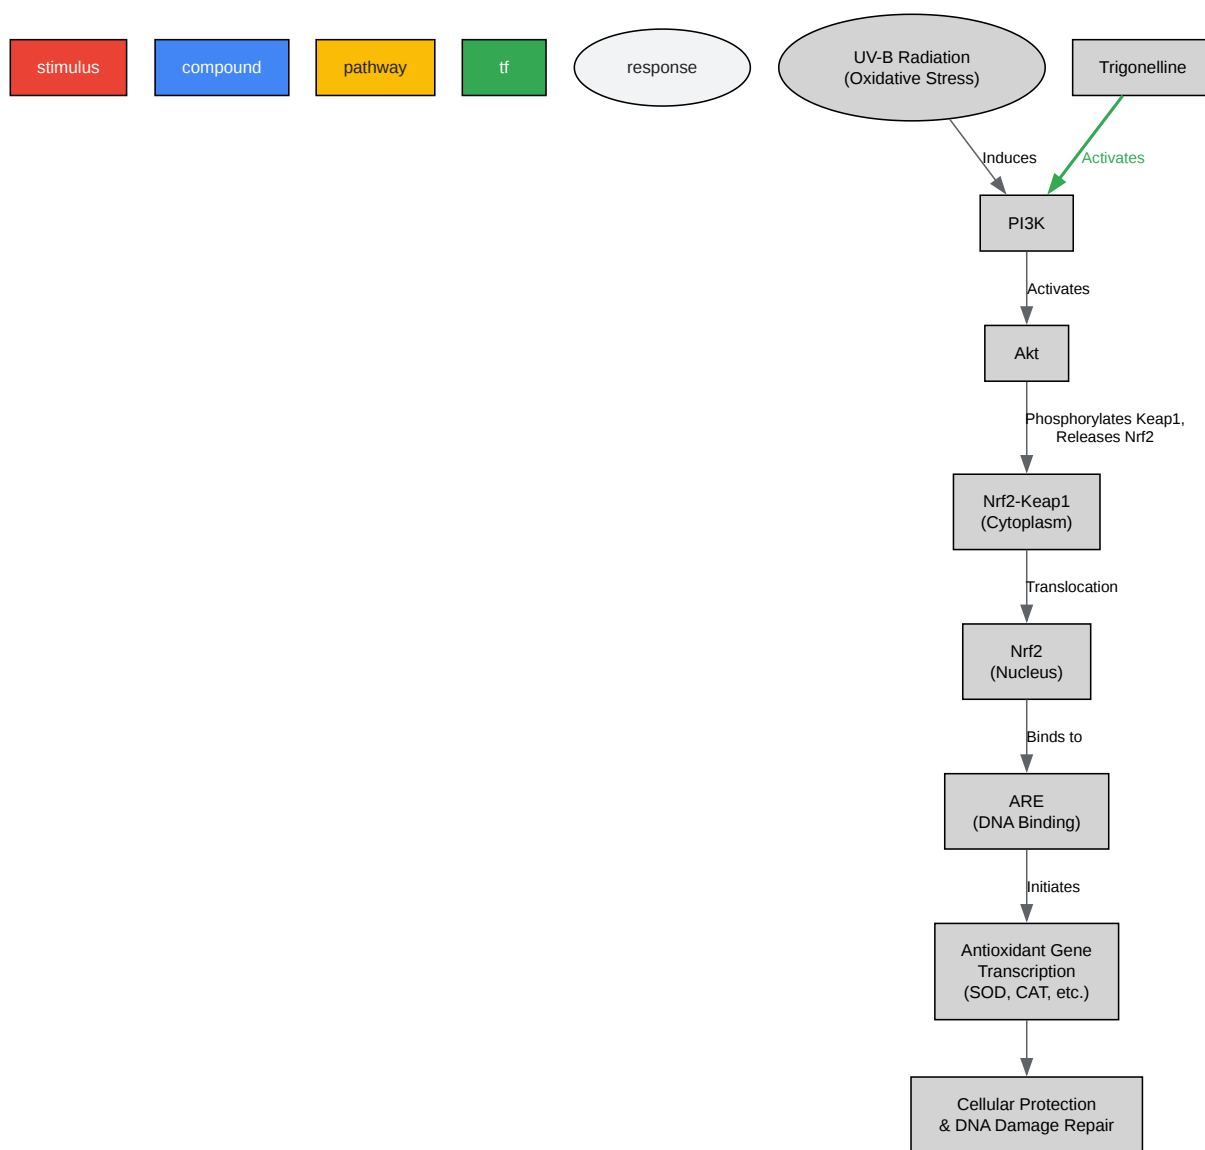 stimulus
compound
pathway
tf
response
UV-B Radiation
(Oxidative Stress)
Trigonelline
Induces
Activates
PI3K
Activates
Akt
Phosphorylates Keap1,
Releases Nrf2
Nrf2-Keap1
(Cytoplasm)
Translocation
Nrf2
(Nucleus)
Binds to
ARE
(DNA Binding)
Initiates
Antioxidant Gene
Transcription
(SOD, CAT, etc.)
Cellular Protection
& DNA Damage Repair